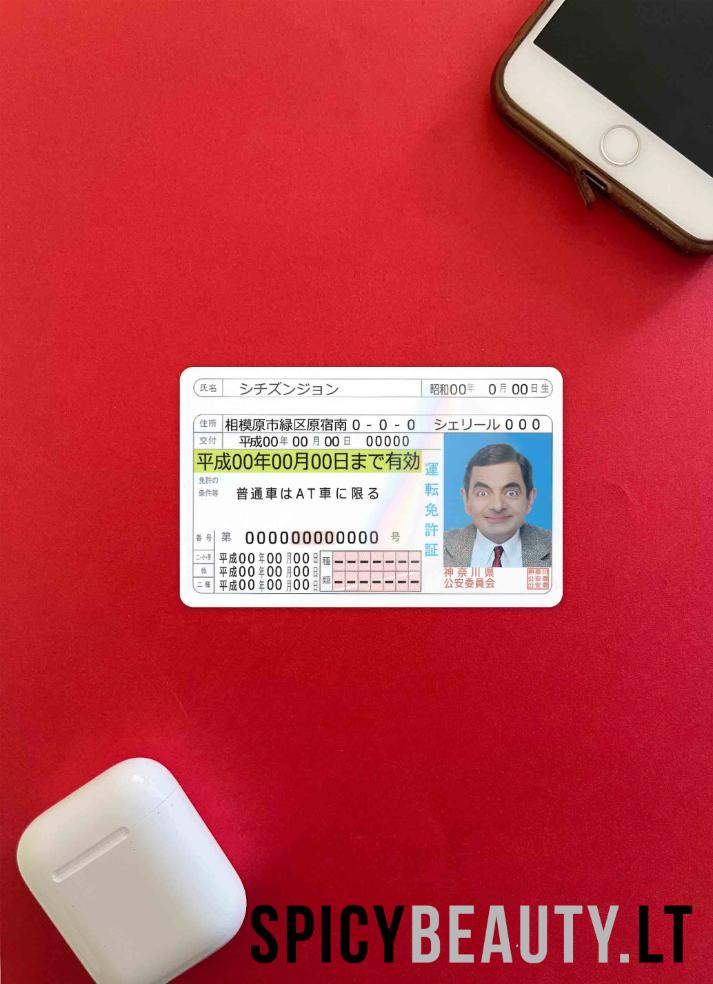 氏名 シチズンジョン 昭和00年 0月00日生
住所 相模原市緑区原宿南0-0-0 シェリール000
交付 平成00年00月00日 00000
平成00年00月00日まで有効
免許の
条件等
普通車はAT車に限る
運転免許証
番号 第 000000000000 号
二・小・原 平成00年00月00日
他 平成00年00月00日
二種 平成00年00月00日
種類
神奈川県
公安委員会
神奈川
公安委
員会
SPICYBEAUTY.LT